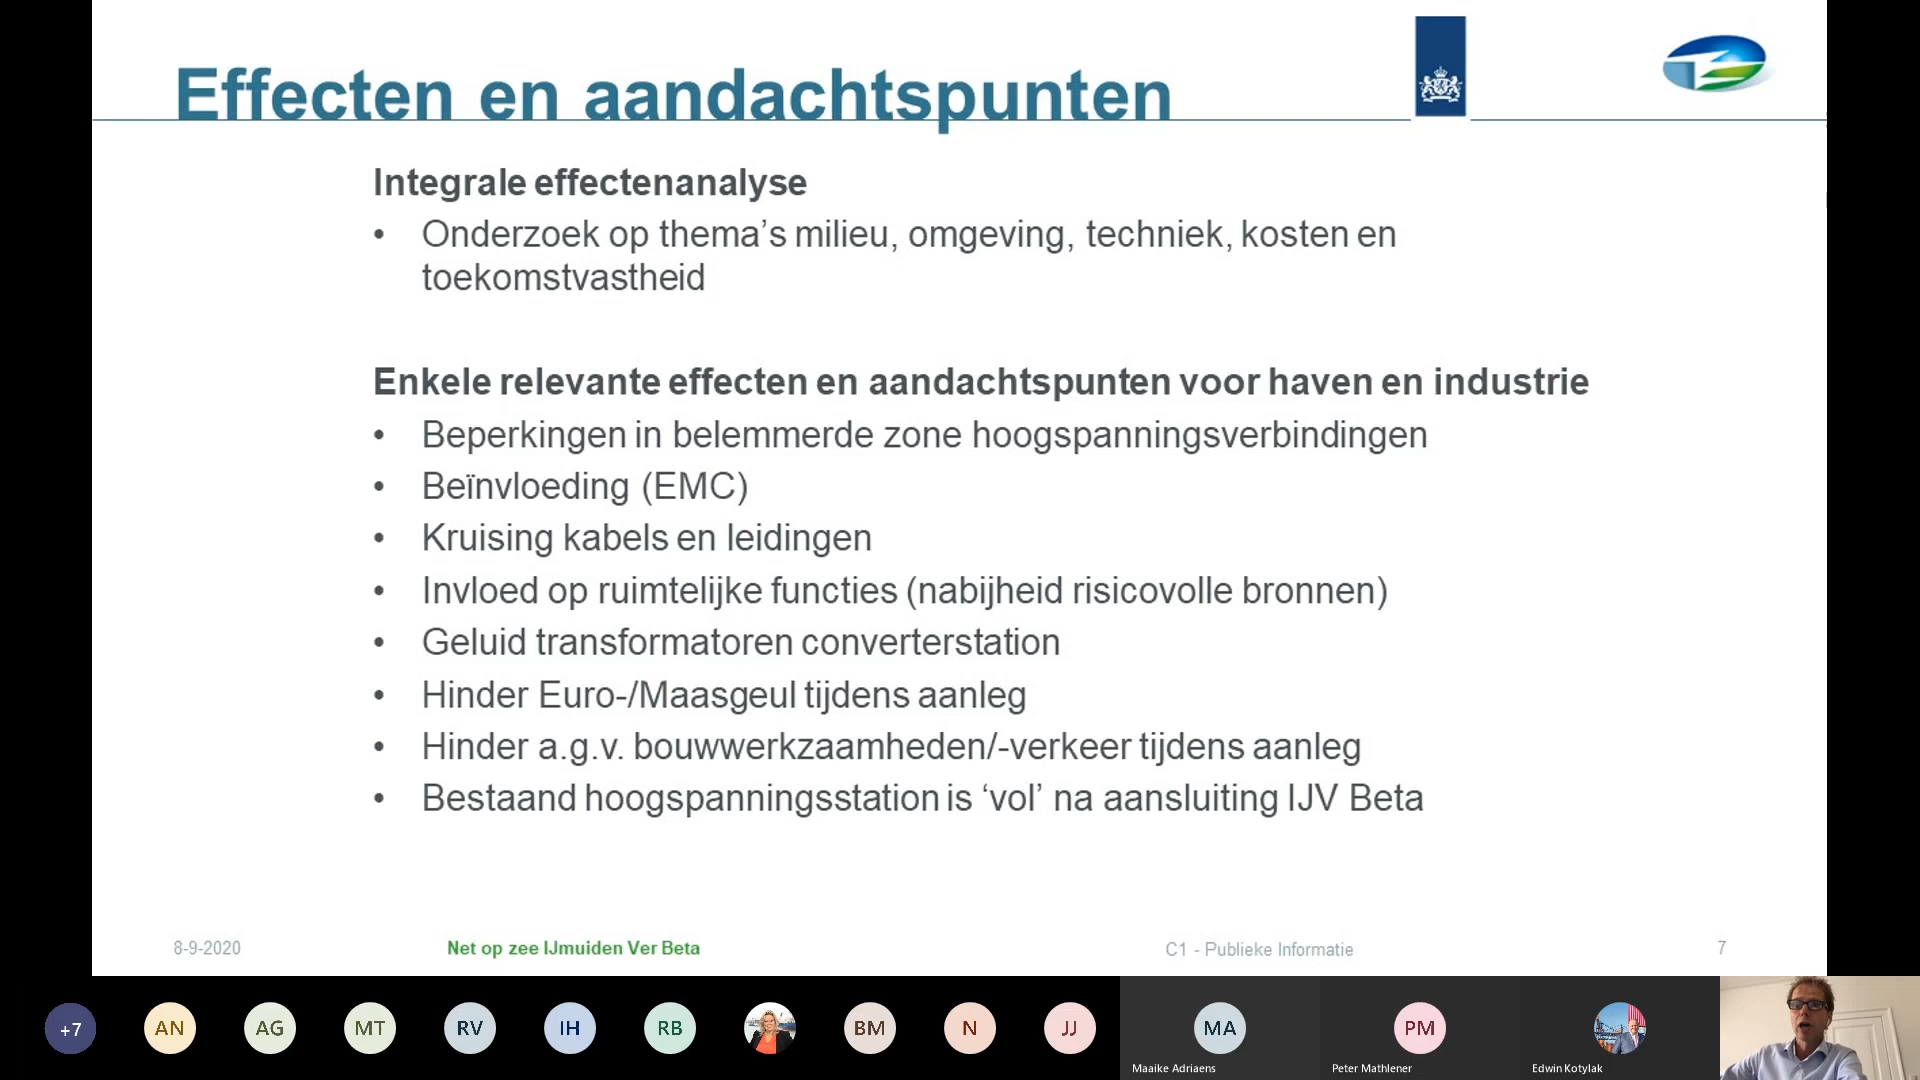 Effecten en aandachtspunten
Integrale effectenanalyse
• Onderzoek op thema’s milieu, omgeving, techniek, kosten en
toekomstvastheid
Enkele relevante effecten en aandachtspunten voor haven en industrie
• Beperkingen in belemmerde zone hoogspanningsverbindingen
• Beïnvloeding (EMC)
• Kruising kabels en leidingen
• Invloed op ruimtelijke functies (nabijheid risicovolle bronnen)
• Geluid transformatoren converterstation
• Hinder Euro-/Maasgeul tijdens aanleg
• Hinder a.g.v. bouwwerkzaamheden/-verkeer tijdens aanleg
• Bestaand hoogspanningsstation is ‘vol’ na aansluiting IJV Beta
8-9-2020 Net op zee IJmuiden Ver Beta C1 - Publieke Informatie 7
+7 AN AG MT RV IH RB BM N JJ MA PM
Maaike Adriaens Peter Mathlener Edwin Kotylak